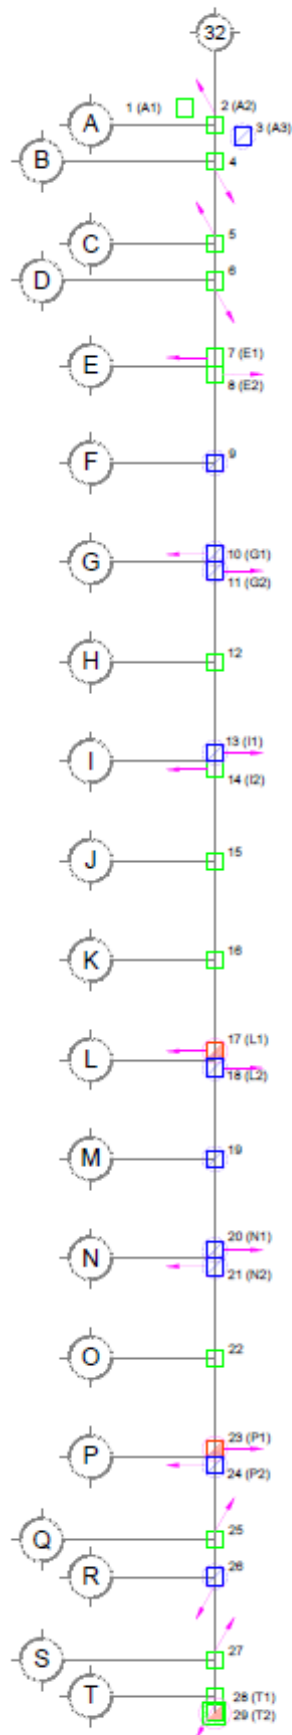 32
1 (A1)
2 (A2)
A
3 (A3)
B
4
C
5
D
6
7 (E1)
E
8 (E2)
F
9
10 (G1)
G
11 (G2)
H
12
13 (I1)
I
14 (I2)
J
15
K
16
17 (L1)
L
18 (L2)
M
19
20 (N1)
N
21 (N2)
O
22
23 (P1)
P
24 (P2)
Q
25
R
26
S
27
T
28 (T1)
29 (T2)